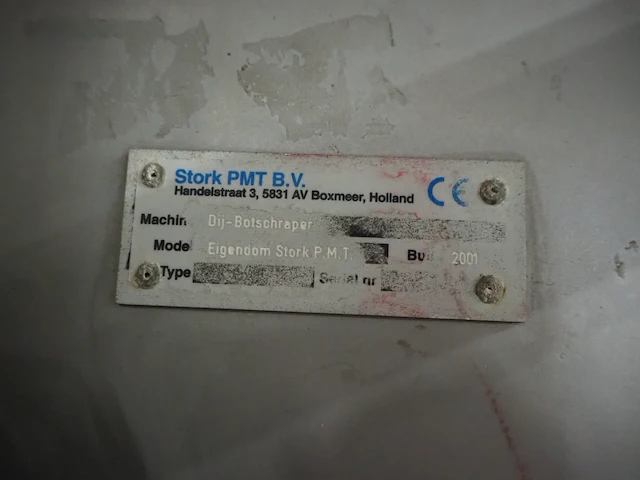 Stork PMT B.V.
Handelstraat 3, 5831 AV Boxmeer, Holland
CE
Machin Dij-Botschraper
Mode Eigendom Stork P.M.T. Bu 2001
Type Serial nr